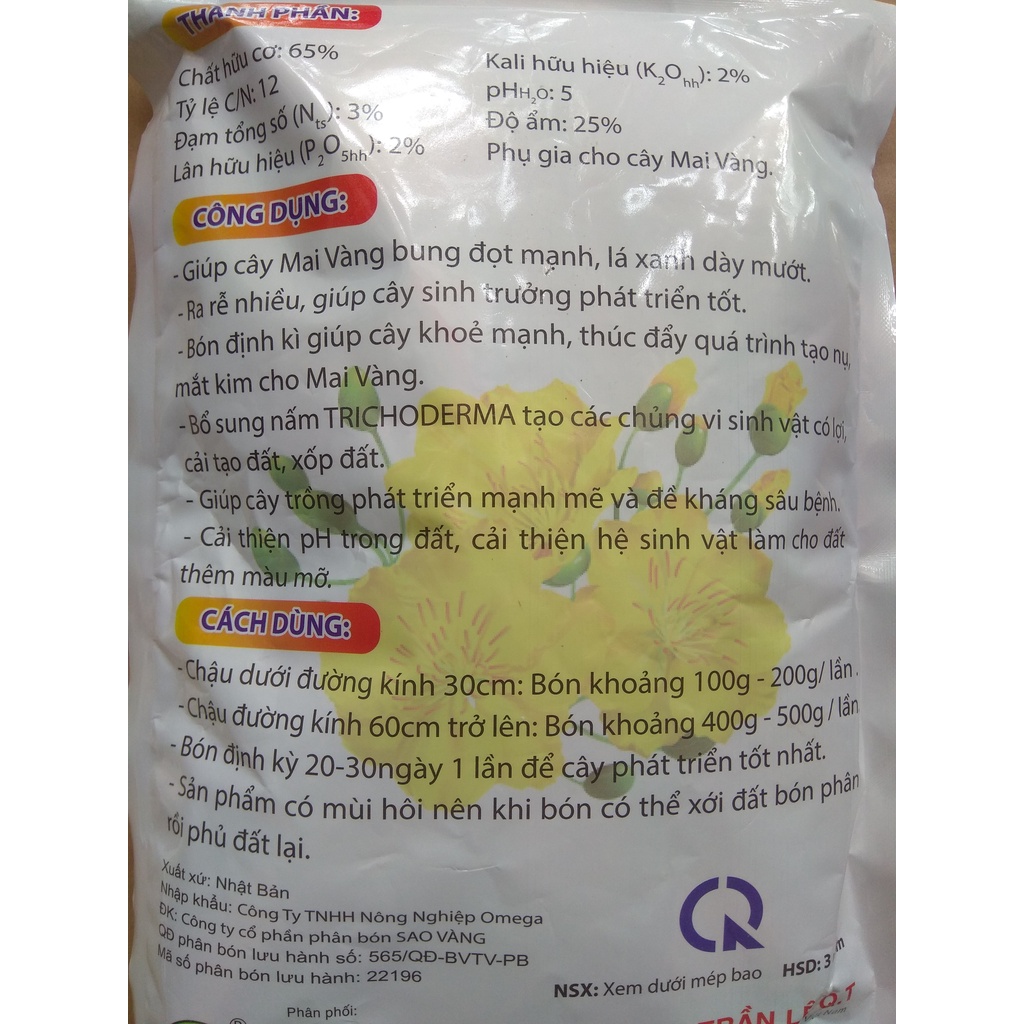 THÀNH PHẦN:
Chất hữu cơ: 65%
Tỷ lệ C/N: 12
Đạm tổng số (Nts): 3%
Lân hữu hiệu (P2O5hh): 2%
Kali hữu hiệu (K2Ohh): 2%
pHH2O: 5
Độ ẩm: 25%
Phụ gia cho cây Mai Vàng.
CÔNG DỤNG:
- Giúp cây Mai Vàng bung đọt mạnh, lá xanh dày mướt.
- Ra rễ nhiều, giúp cây sinh trưởng phát triển tốt.
- Bón định kì giúp cây khoẻ mạnh, thúc đẩy quá trình tạo nụ,
mắt kim cho Mai Vàng.
- Bổ sung nấm TRICHODERMA tạo các chủng vi sinh vật có lợi,
cải tạo đất, xốp đất.
- Giúp cây trồng phát triển mạnh mẽ và đề kháng sâu bệnh.
- Cải thiện pH trong đất, cải thiện hệ sinh vật làm cho đất
thêm màu mỡ.
CÁCH DÙNG:
- Chậu dưới đường kính 30cm: Bón khoảng 100g - 200g/ lần.
- Chậu đường kính 60cm trở lên: Bón khoảng 400g - 500g / lần
- Bón định kỳ 20-30ngày 1 lần để cây phát triển tốt nhất.
- Sản phẩm có mùi hôi nên khi bón có thể xới đất bón phân
rồi phủ đất lại.
Xuất xứ: Nhật Bản
Nhập khẩu: Công Ty TNHH Nông Nghiệp Omega
ĐK: Công ty cổ phần phân bón SAO VÀNG
QĐ phân bón lưu hành số: 565/QĐ-BVTV-PB
Mã số phân bón lưu hành: 22196
NSX: Xem dưới mép bao HSD: 3
Phân phối:
TRẦN LÊ Q.T